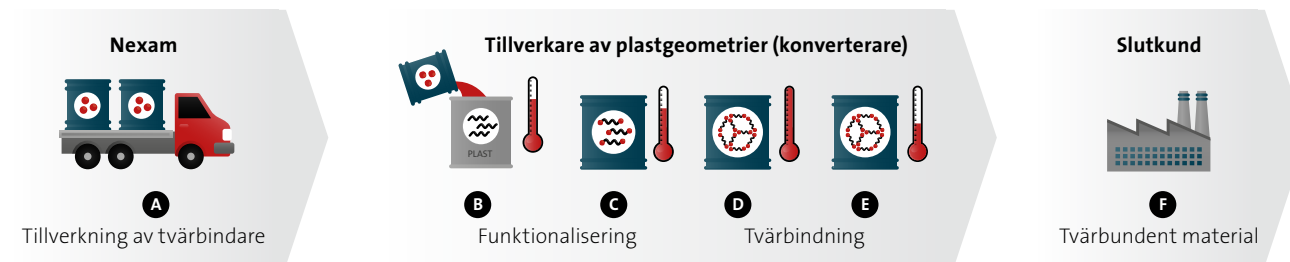 Nexam
A
Tillverkning av tvärbindare
Tillverkare av plastgeometrier (konverterare)
PLAST
B
C
D
E
Funktionalisering
Tvärbindning
Slutkund
F
Tvärbundent material